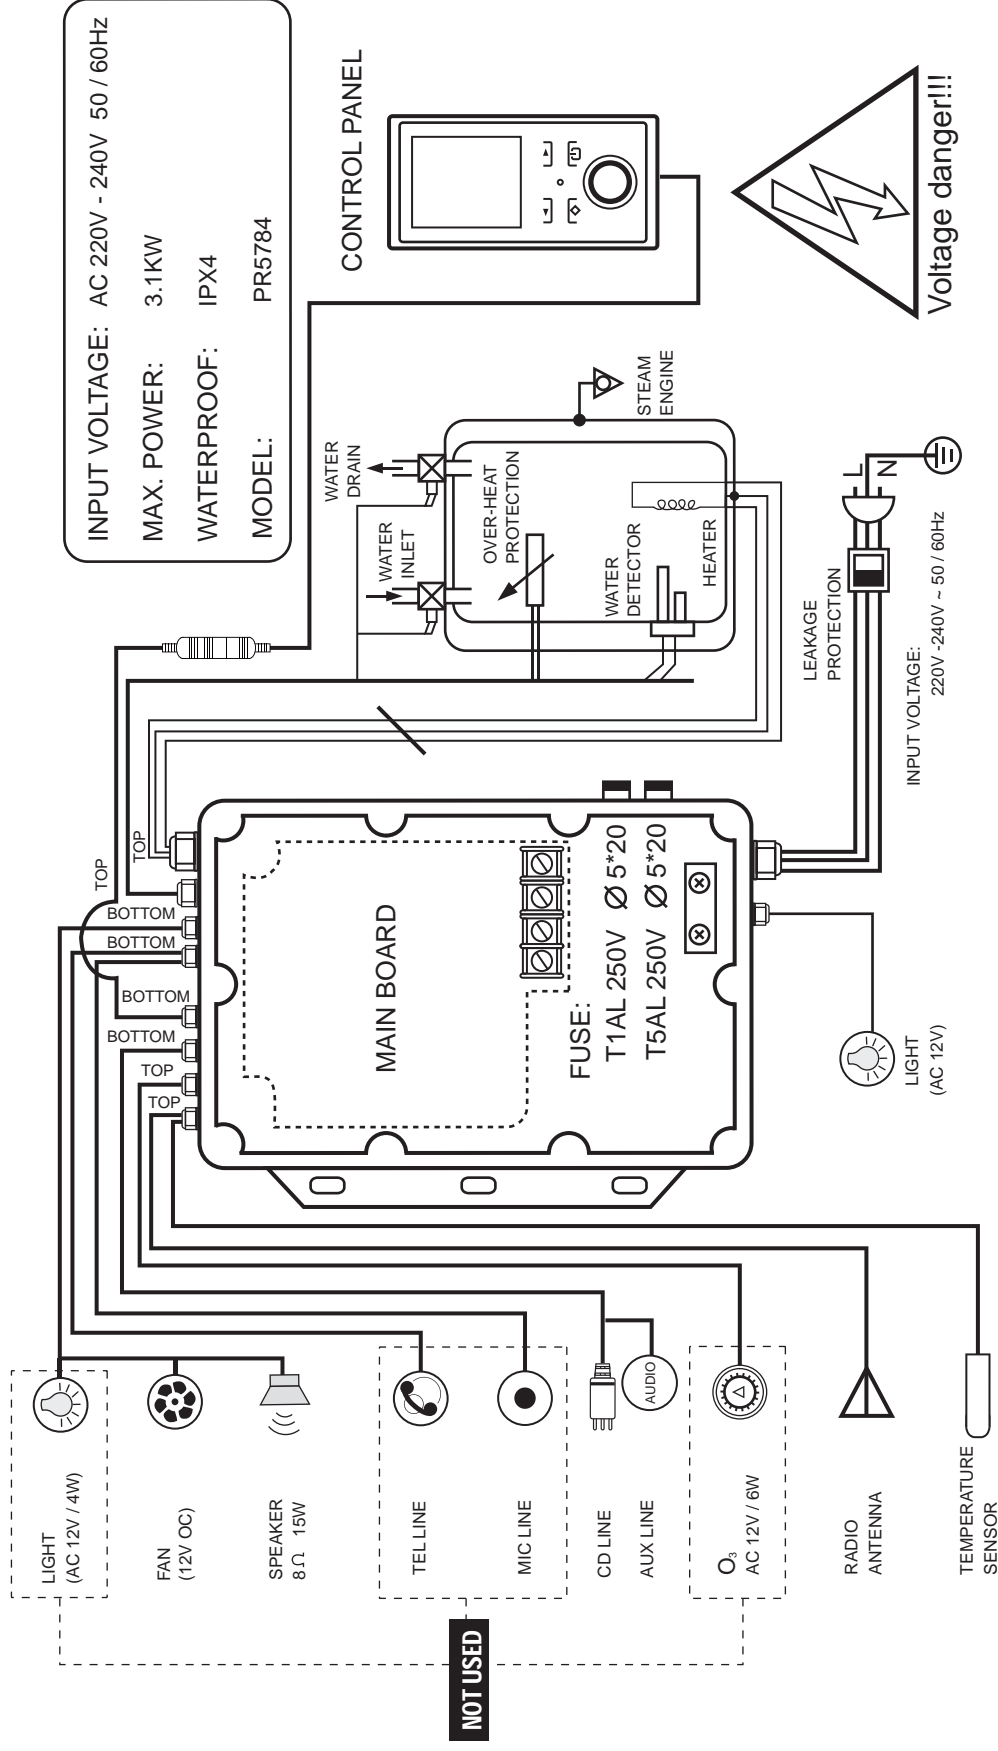 INPUT VOLTAGE: AC 220V - 240V 50 / 60Hz
MAX. POWER: 3.1KW
WATERPROOF: IPX4
MODEL: PR5784
CONTROL PANEL
Voltage danger!!!
WATER
DRAIN
WATER
INLET
OVER-HEAT
PROTECTION
WATER
DETECTOR
HEATER
STEAM
ENGINE
L
N
LEAKAGE
PROTECTION
INPUT VOLTAGE:
220V -240V ~ 50 / 60Hz
TOP
TOP
BOTTOM
BOTTOM
BOTTOM
BOTTOM
TOP
TOP
MAIN BOARD
FUSE:
T1AL 250V Ø 5*20
T5AL 250V Ø 5*20
LIGHT
(AC 12V)
LIGHT
(AC 12V / 4W)
FAN
(12V OC)
SPEAKER
8Ω 15W
TEL LINE
MIC LINE
CD LINE
AUDIO
AUX LINE
O₃
AC 12V / 6W
RADIO
ANTENNA
TEMPERATURE
SENSOR
NOT USED